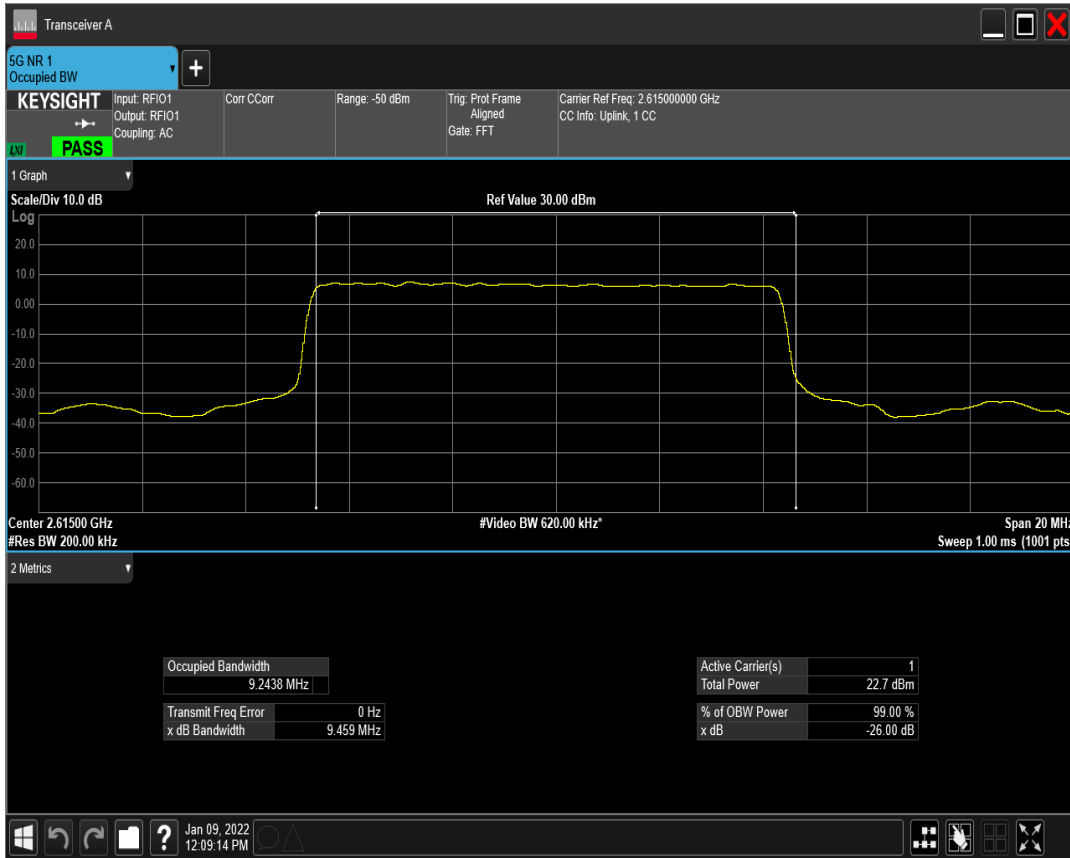 Transceiver A
5G NR 1
Occupied BW
+
KEYSIGHT
LXI
PASS
Input: RFIO1
Output: RFIO1
Coupling: AC
Corr CCorr
Range: -50 dBm
Trig: Prot Frame
Aligned
Gate: FFT
Carrier Ref Freq: 2.615000000 GHz
CC Info: Uplink, 1 CC
1 Graph
Scale/Div 10.0 dB
Ref Value 30.00 dBm
Log
20.0
10.0
0.00
-10.0
-20.0
-30.0
-40.0
-50.0
-60.0
Center 2.61500 GHz
#Video BW 620.00 kHz*
Span 20 MHz
#Res BW 200.00 kHz
Sweep 1.00 ms (1001 pts
2 Metrics
Occupied Bandwidth
9.2438 MHz
Transmit Freq Error 0 Hz
x dB Bandwidth 9.459 MHz
Active Carrier(s) 1
Total Power 22.7 dBm
% of OBW Power 99.00 %
x dB -26.00 dB
?
Jan 09, 2022
12:09:14 PM